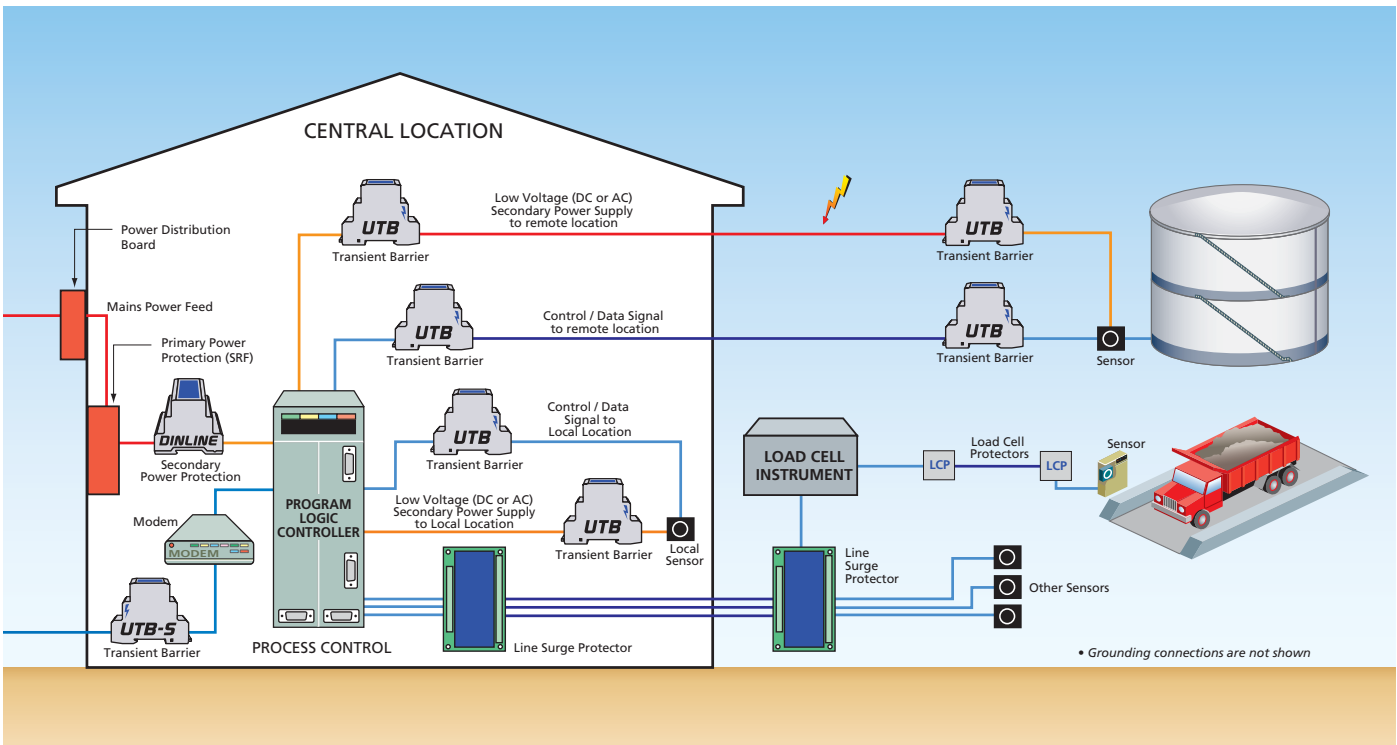 CENTRAL LOCATION
Power Distribution
Board
Mains Power Feed
Primary Power
Protection (SRF)
UTB
Transient Barrier
Low Voltage (DC or AC)
Secondary Power Supply
to remote location
UTB
Transient Barrier
UTB
Transient Barrier
Control / Data Signal
to remote location
UTB
Transient Barrier
Sensor
DINLINE
Secondary
Power Protection
UTB
Transient Barrier
Control / Data
Signal to
Local Location
Low Voltage (DC or AC)
Secondary Power Supply
to Local Location
UTB
Transient Barrier
Local
Sensor
PROGRAM
LOGIC
CONTROLLER
PROCESS CONTROL
Modem
MODEM
UTB-S
Transient Barrier
Line Surge Protector
LOAD CELL
INSTRUMENT
LCP
Load Cell
Protectors
LCP
Sensor
Line
Surge
Protector
Other Sensors
• Grounding connections are not shown